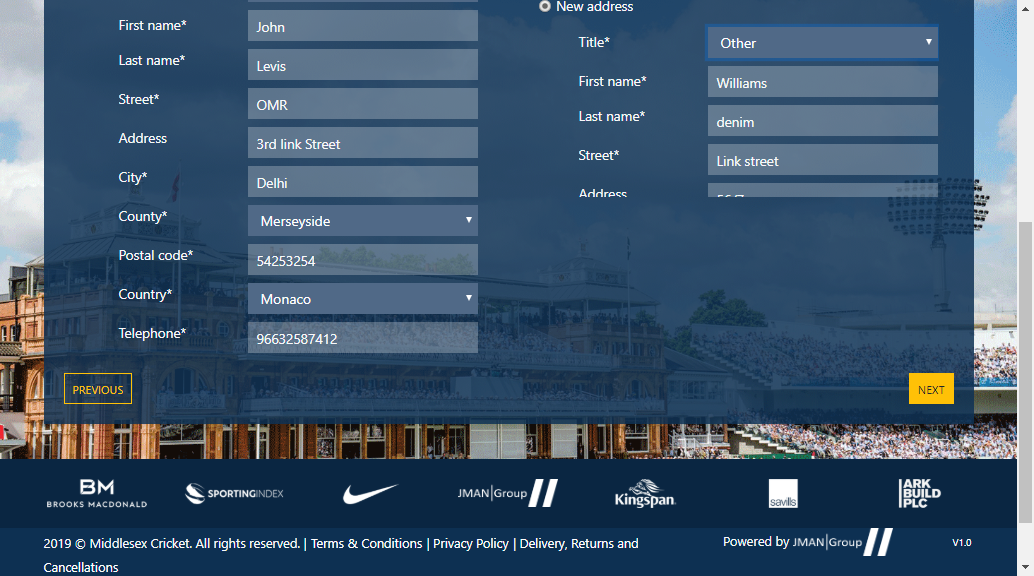 First name*
John
Last name*
Levis
Street*
OMR
Address
3rd link Street
City*
Delhi
County*
Merseyside
Postal code*
54253254
Country*
Monaco
Telephone*
96632587412
New address
Title*
Other
First name*
Williams
Last name*
denim
Street*
Link street
Address
PREVIOUS
NEXT
BM
BROOKS MACDONALD
SPORTINGINDEX
JMAN|Group
Kingspan.
savills
ARK
BUILD
PLC
2019 © Middlesex Cricket. All rights reserved. | Terms & Conditions | Privacy Policy | Delivery, Returns and
Cancellations
Powered by JMAN|Group
V1.0